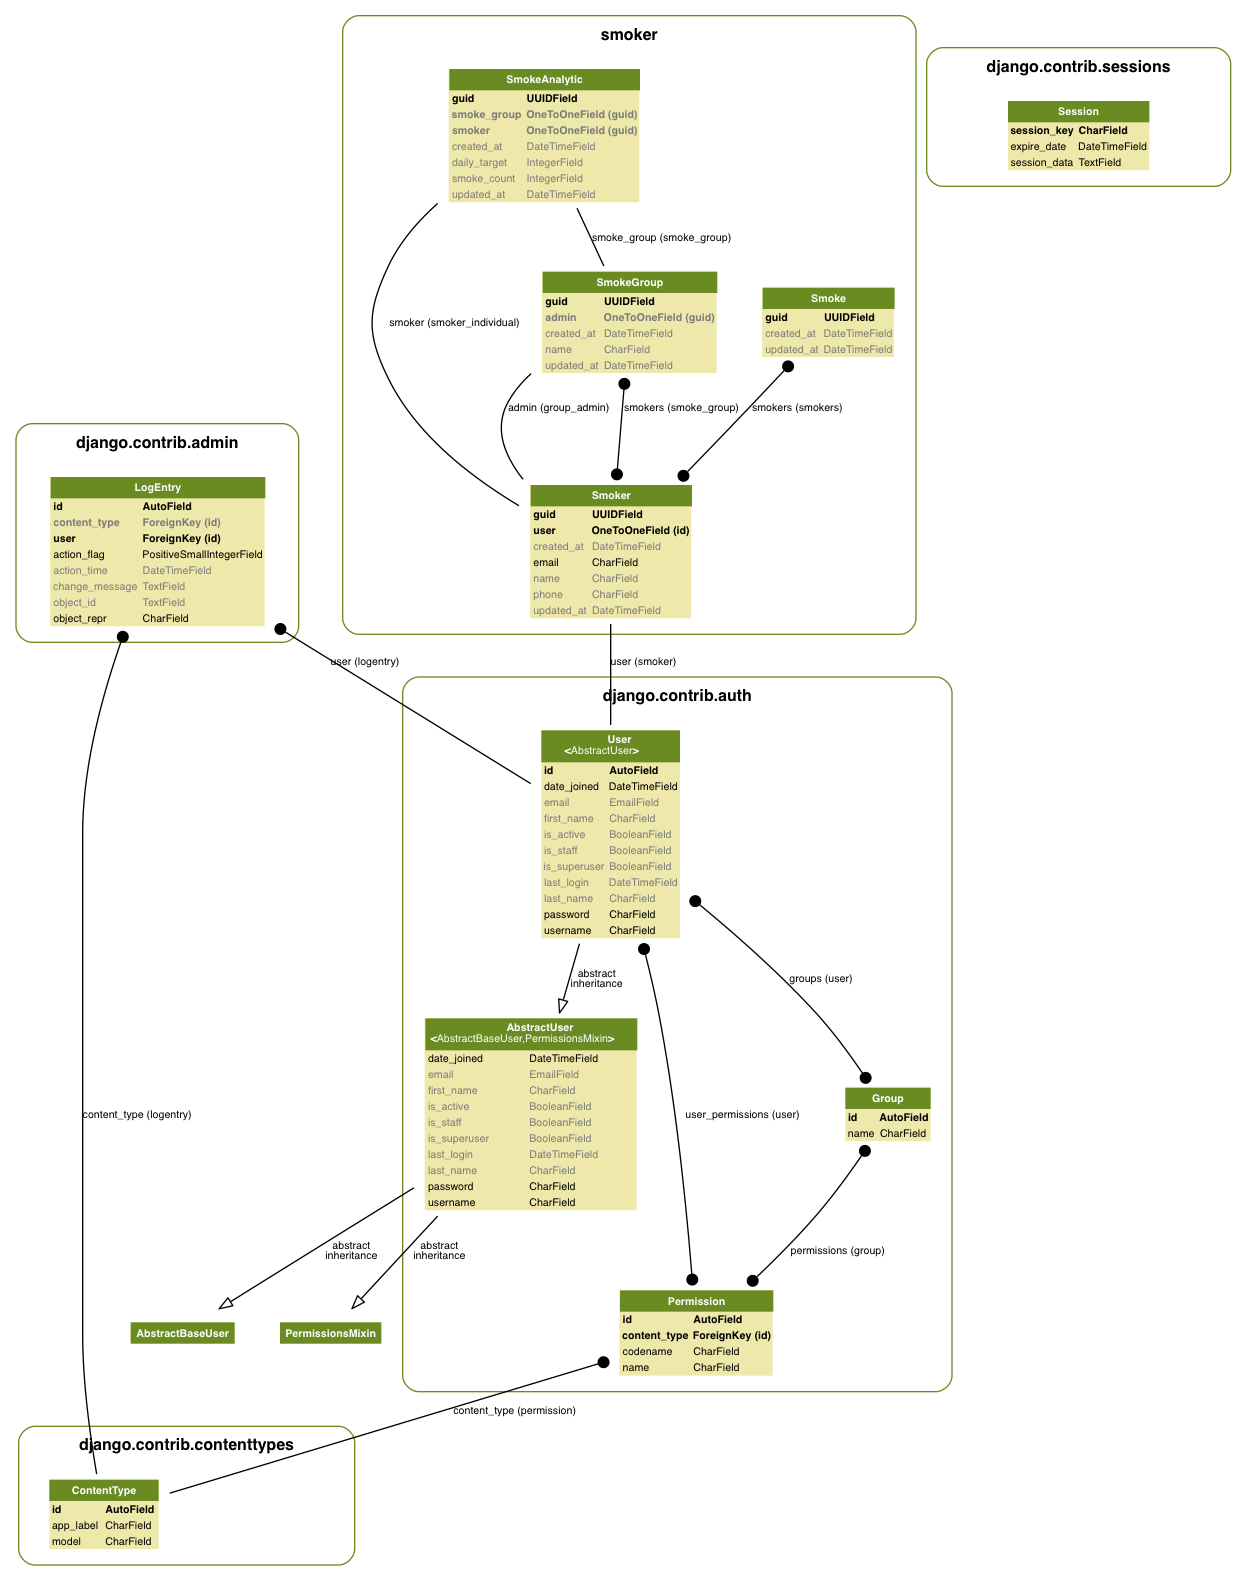 smoker
SmokeAnalytic
guid UUIDField
smoke_group OneToOneField (guid)
smoker OneToOneField (guid)
created_at DateTimeField
daily_target IntegerField
smoke_count IntegerField
updated_at DateTimeField
smoke_group (smoke_group)
smoker (smoker_individual)
SmokeGroup
guid UUIDField
admin OneToOneField (guid)
created_at DateTimeField
name CharField
updated_at DateTimeField
Smoke
guid UUIDField
created_at DateTimeField
updated_at DateTimeField
admin (group_admin)
smokers (smoke_group)
smokers (smokers)
Smoker
guid UUIDField
user OneToOneField (id)
created_at DateTimeField
email CharField
name CharField
phone CharField
updated_at DateTimeField
django.contrib.sessions
Session
session_key CharField
expire_date DateTimeField
session_data TextField
django.contrib.admin
LogEntry
id AutoField
content_type ForeignKey (id)
user ForeignKey (id)
action_flag PositiveSmallIntegerField
action_time DateTimeField
change_message TextField
object_id TextField
object_repr CharField
user (logentry)
user (smoker)
django.contrib.auth
User
<AbstractUser>
id AutoField
date_joined DateTimeField
email EmailField
first_name CharField
is_active BooleanField
is_staff BooleanField
is_superuser BooleanField
last_login DateTimeField
last_name CharField
password CharField
username CharField
abstract
inheritance
groups (user)
AbstractUser
<AbstractBaseUser,PermissionsMixin>
date_joined DateTimeField
email EmailField
first_name CharField
is_active BooleanField
is_staff BooleanField
is_superuser BooleanField
last_login DateTimeField
last_name CharField
password CharField
username CharField
content_type (logentry)
user_permissions (user)
Group
id AutoField
name CharField
abstract
inheritance
abstract
inheritance
permissions (group)
AbstractBaseUser
PermissionsMixin
Permission
id AutoField
content_type ForeignKey (id)
codename CharField
name CharField
content_type (permission)
django.contrib.contenttypes
ContentType
id AutoField
app_label CharField
model CharField